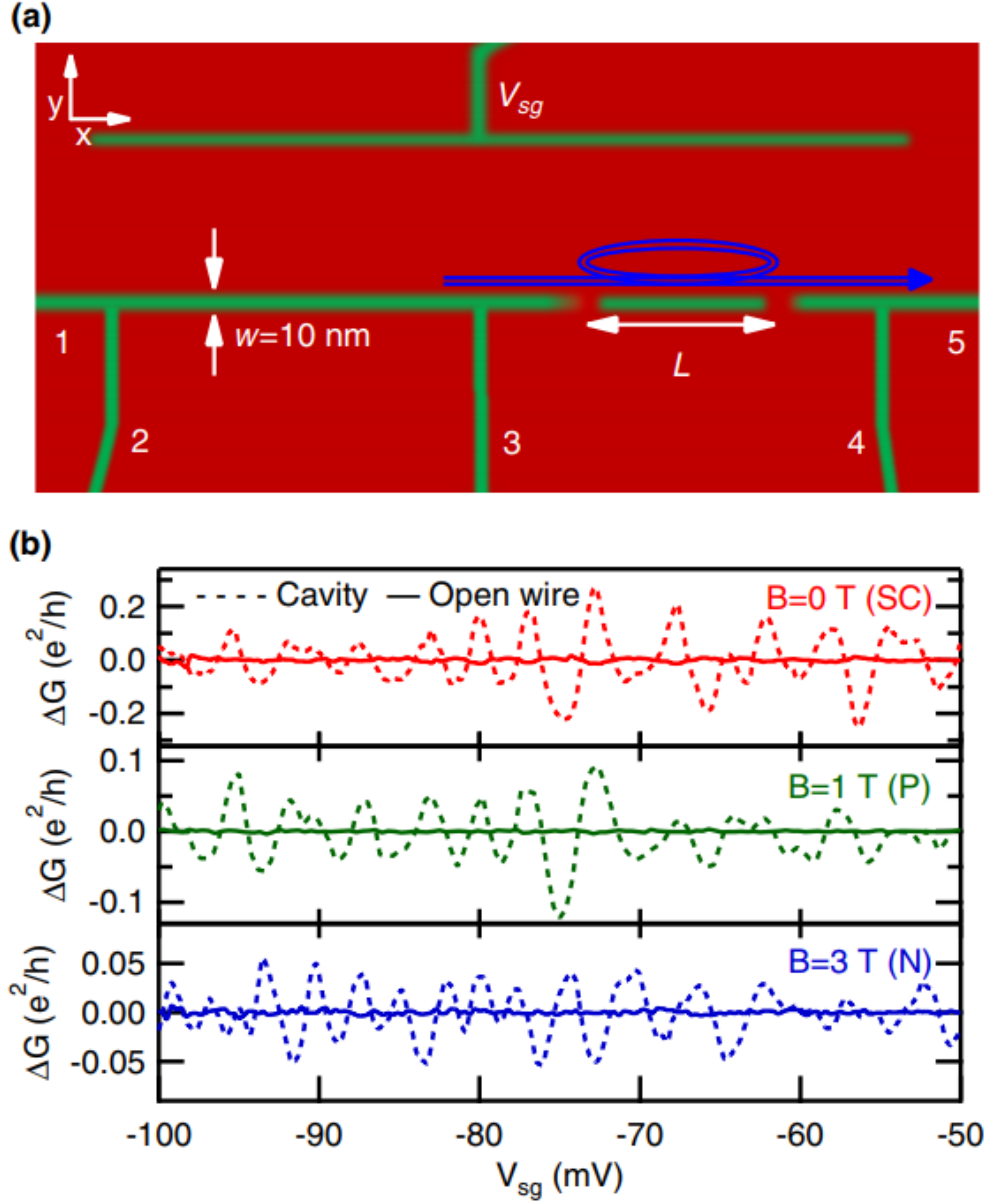 (a)
y
x
V_sg
w=10 nm
L
1
2
3
4
5
(b)
Cavity
Open wire
B=0 T (SC)
ΔG (e²/h)
0.2
0.0
-0.2
B=1 T (P)
ΔG (e²/h)
0.1
0.0
-0.1
B=3 T (N)
ΔG (e²/h)
0.05
0.00
-0.05
-100
-90
-80
-70
-60
-50
V_sg (mV)